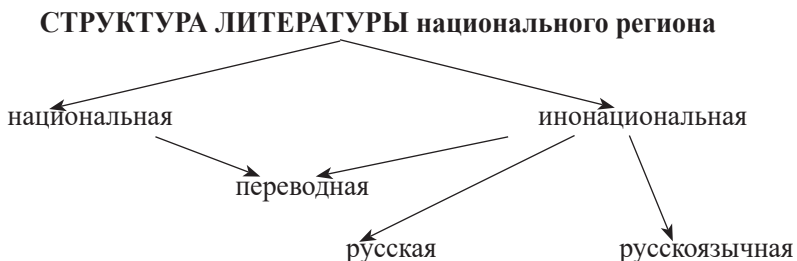 СТРУКТУРА ЛИТЕРАТУРЫ национального региона
национальная инонациональная
переводная
русская русскоязычная